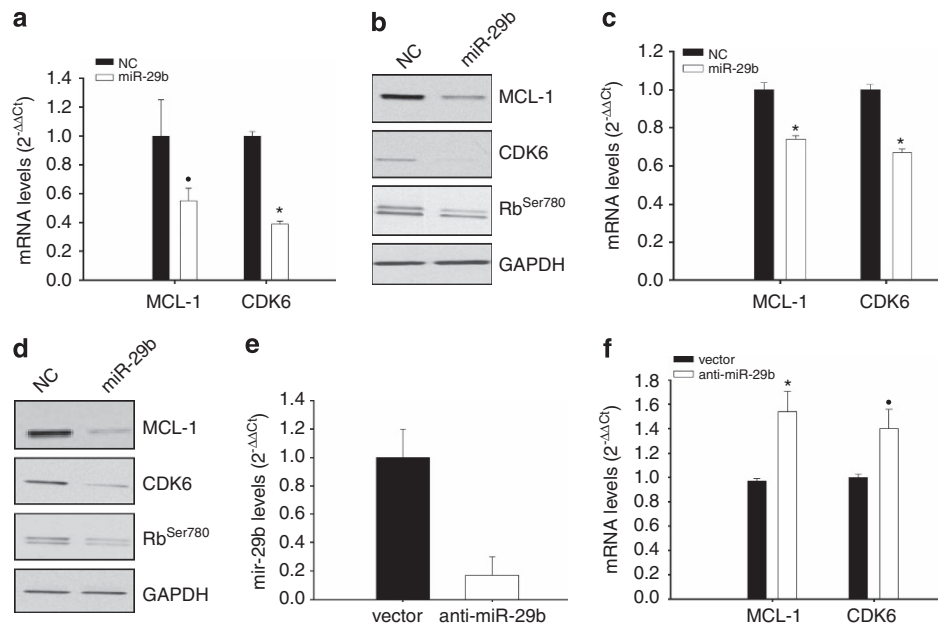 a
NC
miR-29b
mRNA levels (2^-ΔΔCt)
1.4
1.2
1.0
0.8
0.6
0.4
0.2
0.0
MCL-1 CDK6
*
b
NC miR-29b
MCL-1
CDK6
Rb^Ser780
GAPDH
c
NC
miR-29b
mRNA levels (2^-ΔΔCt)
1.2
1.0
0.8
0.6
0.4
0.2
0.0
* *
MCL-1 CDK6
d
NC miR-29b
MCL-1
CDK6
Rb^Ser780
GAPDH
e
mir-29b levels (2^-ΔΔCt)
1.4
1.2
1.0
0.8
0.6
0.4
0.2
0.0
vector anti-miR-29b
f
vector
anti-miR-29b
mRNA levels (2^-ΔΔCt)
1.8
1.6
1.4
1.2
1.0
0.8
0.6
0.4
0.2
0.0
*
MCL-1 CDK6